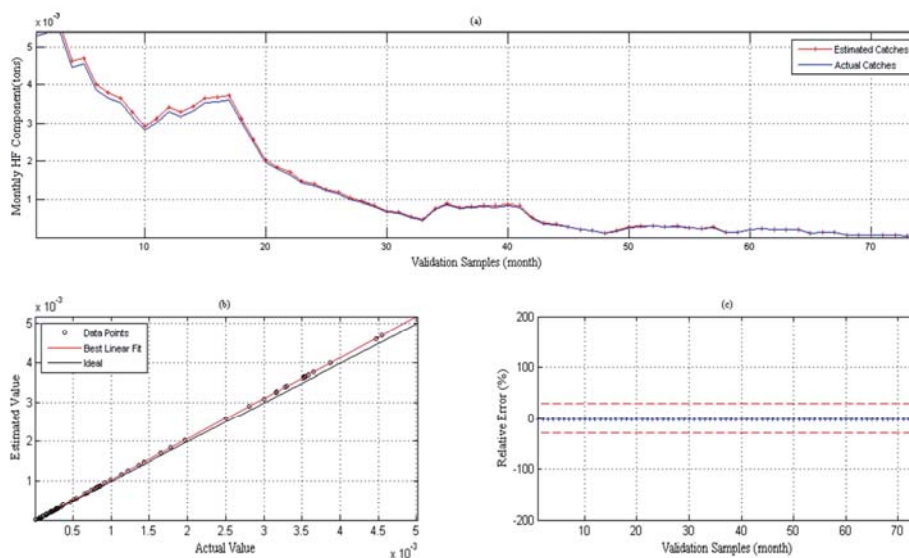 (a)
x 10⁻³
5
4
3
2
1
Monthly HF Component(tons)
Estimated Catches
Actual Catches
10 20 30 40 50 60 70
Validation Samples (month)
(b)
x 10⁻³
5
4
3
2
1
Estimated Value
Data Points
Best Linear Fit
Ideal
0.5 1 1.5 2 2.5 3 3.5 4 4.5 5
Actual Value
x 10⁻³
(c)
200
100
0
-100
-200
Relative Error (%)
10 20 30 40 50 60 70
Validation Samples (month)